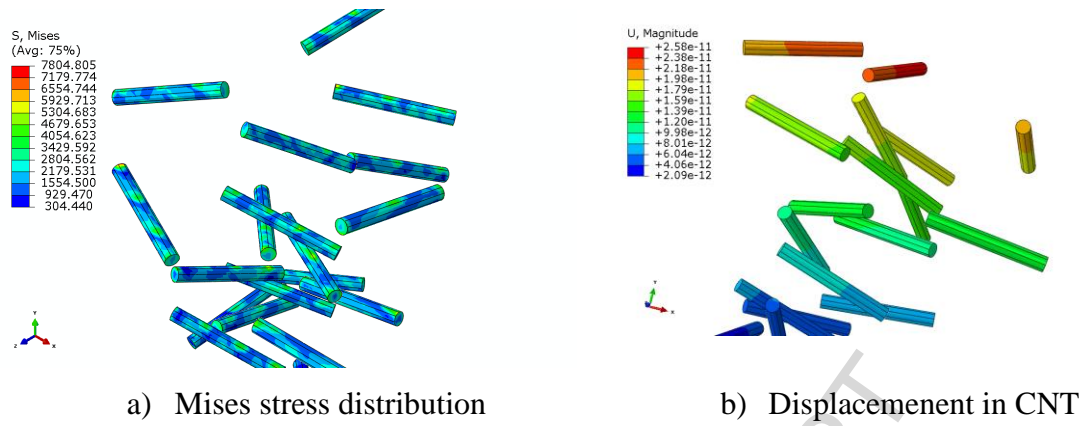 S, Mises
(Avg: 75%)
7804.805
7179.774
6554.744
5929.713
5304.683
4679.653
4054.623
3429.592
2804.562
2179.531
1554.500
929.470
304.440
Y
Z
X
U, Magnitude
+2.58e-11
+2.38e-11
+2.18e-11
+1.98e-11
+1.79e-11
+1.59e-11
+1.39e-11
+1.20e-11
+9.98e-12
+8.01e-12
+6.04e-12
+4.06e-12
+2.09e-12
Y
X
a) Mises stress distribution
b) Displacemenent in CNT
PT